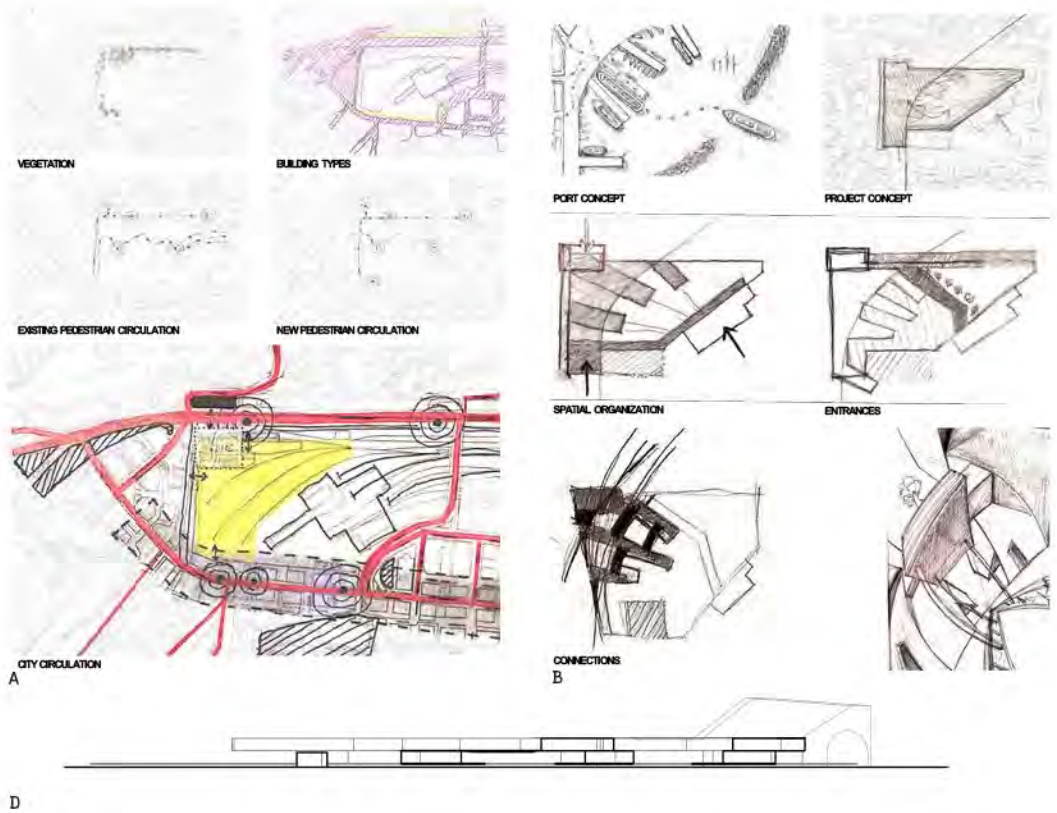 VEGETATION
BUILDING TYPES
EXISTING PEDESTRIAN CIRCULATION
NEW PEDESTRIAN CIRCULATION
CITY CIRCULATION
A
PORT CONCEPT
PROJECT CONCEPT
SPATIAL ORGANIZATION
ENTRANCES
CONNECTIONS
B
D